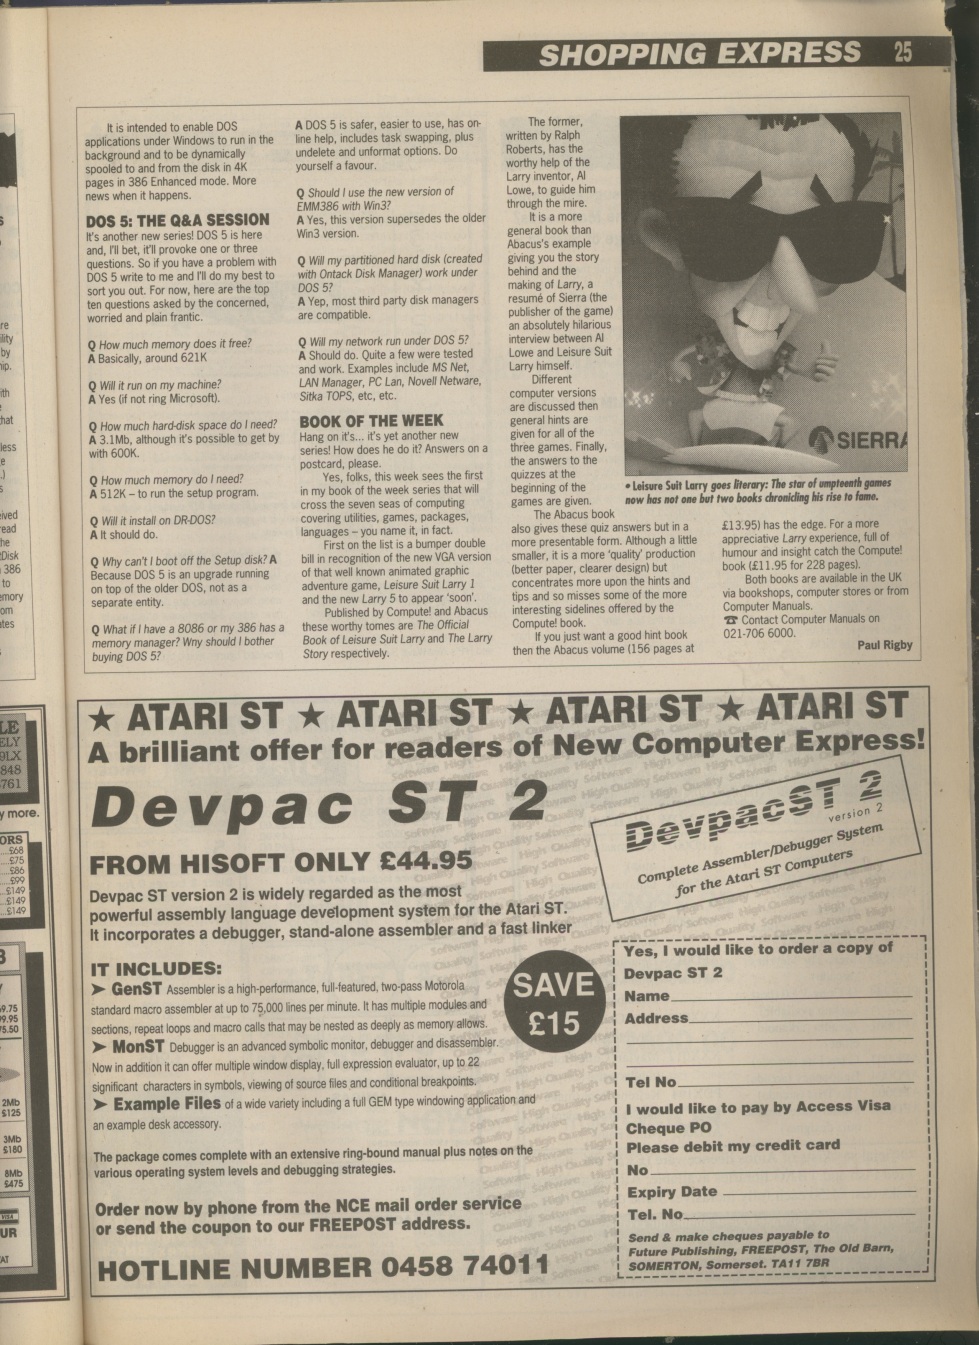 SHOPPING EXPRESS 25
It is intended to enable DOS
applications under Windows to run in the
background and to be dynamically
spooled to and from the disk in 4K
pages in 386 Enhanced mode. More
news when it happens.
DOS 5: THE Q&A SESSION
It's another new series! DOS 5 is here
and, I'll bet, it'll provoke one or three
questions. So if you have a problem with
DOS 5 write to me and I'll do my best to
sort you out. For now, here are the top
ten questions asked by the concerned,
worried and plain frantic.
Q How much memory does it free?
A Basically, around 621K
Q Will it run on my machine?
A Yes (if not ring Microsoft).
Q How much hard-disk space do I need?
A 3.1Mb, although it's possible to get by
with 600K.
Q How much memory do I need?
A 512K – to run the setup program.
Q Will it install on DR-DOS?
A It should do.
Q Why can't I boot off the Setup disk? A
Because DOS 5 is an upgrade running
on top of the older DOS, not as a
separate entity.
Q What if I have a 8086 or my 386 has a
memory manager? Why should I bother
buying DOS 5?
A DOS 5 is safer, easier to use, has on-
line help, includes task swapping, plus
undelete and unformat options. Do
yourself a favour.
Q Should I use the new version of
EMM386 with Win3?
A Yes, this version supersedes the older
Win3 version.
Q Will my partitioned hard disk (created
with Ontack Disk Manager) work under
DOS 5?
A Yep, most third party disk managers
are compatible.
Q Will my network run under DOS 5?
A Should do. Quite a few were tested
and work. Examples include MS Net,
LAN Manager, PC Lan, Novell Netware,
Sitka TOPS, etc, etc.
BOOK OF THE WEEK
Hang on it's... it's yet another new
series! How does he do it? Answers on a
postcard, please.
Yes, folks, this week sees the first
in my book of the week series that will
cross the seven seas of computing
covering utilities, games, packages,
languages – you name it, in fact.
First on the list is a bumper double
bill in recognition of the new VGA version
of that well known animated graphic
adventure game, Leisure Suit Larry 1
and the new Larry 5 to appear 'soon'.
Published by Compute! and Abacus
these worthy tomes are The Official
Book of Leisure Suit Larry and The Larry
Story respectively.
The former,
written by Ralph
Roberts, has the
worthy help of the
Larry inventor, Al
Lowe, to guide him
through the mire.
It is a more
general book than
Abacus's example
giving you the story
behind and the
making of Larry, a
resumé of Sierra (the
publisher of the game)
an absolutely hilarious
interview between Al
Lowe and Leisure Suit
Larry himself.
Different
computer versions
are discussed then
general hints are
given for all of the
three games. Finally,
the answers to the
quizzes at the
beginning of the
games are given.
The Abacus book
also gives these quiz answers but in a
more presentable form. Although a little
smaller, it is a more 'quality' production
(better paper, clearer design) but
concentrates more upon the hints and
tips and so misses some of the more
interesting sidelines offered by the
Compute! book.
If you just want a good hint book
then the Abacus volume (156 pages at
SIERRA
• Leisure Suit Larry goes literary: The star of umpteenth games
now has not one but two books chronicling his rise to fame.
£13.95) has the edge. For a more
appreciative Larry experience, full of
humour and insight catch the Compute!
book (£11.95 for 228 pages).
Both books are available in the UK
via bookshops, computer stores or from
Computer Manuals.
☎ Contact Computer Manuals on
021-706 6000.
Paul Rigby
★ ATARI ST ★ ATARI ST ★ ATARI ST ★ ATARI ST
A brilliant offer for readers of New Computer Express!
Devpac ST 2
FROM HISOFT ONLY £44.95
Devpac ST version 2 is widely regarded as the most
powerful assembly language development system for the Atari ST.
It incorporates a debugger, stand-alone assembler and a fast linker
DevpacST 2
version 2
Complete Assembler/Debugger System
for the Atari ST Computers
IT INCLUDES:
➤ GenST Assembler is a high-performance, full-featured, two-pass Motorola
standard macro assembler at up to 75,000 lines per minute. It has multiple modules and
sections, repeat loops and macro calls that may be nested as deeply as memory allows.
➤ MonST Debugger is an advanced symbolic monitor, debugger and disassembler.
Now in addition it can offer multiple window display, full expression evaluator, up to 22
significant characters in symbols, viewing of source files and conditional breakpoints.
➤ Example Files of a wide variety including a full GEM type windowing application and
an example desk accessory.
SAVE
£15
The package comes complete with an extensive ring-bound manual plus notes on the
various operating system levels and debugging strategies.
Order now by phone from the NCE mail order service
or send the coupon to our FREEPOST address.
HOTLINE NUMBER 0458 74011
Yes, I would like to order a copy of
Devpac ST 2
Name
Address
Tel No
I would like to pay by Access Visa
Cheque PO
Please debit my credit card
No
Expiry Date
Tel. No
Send & make cheques payable to
Future Publishing, FREEPOST, The Old Barn,
SOMERTON, Somerset. TA11 7BR